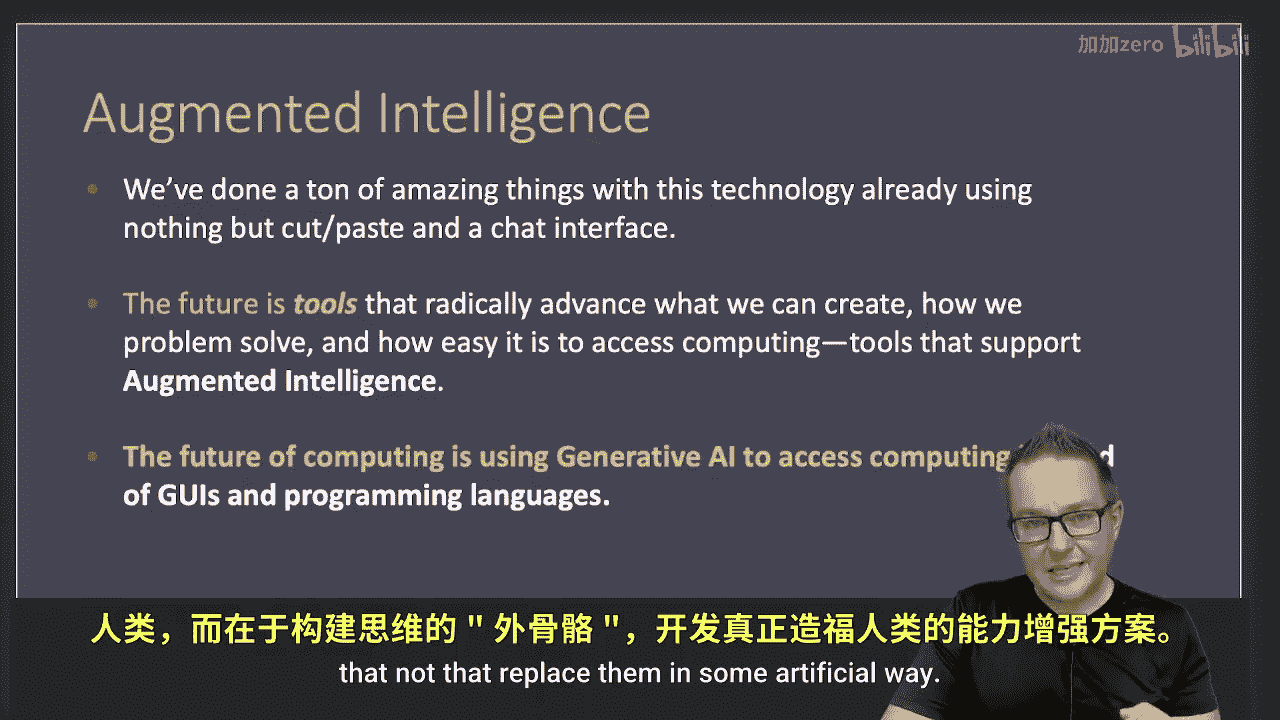 加加zero bilibili
Augmented Intelligence
We've done a ton of amazing things with this technology already using
nothing but cut/paste and a chat interface.
The future is tools that radically advance what we can create, how we
problem solve, and how easy it is to access computing—tools that support
Augmented Intelligence.
The future of computing is using Generative AI to access computing
of GUIs and programming languages.
人类，而在于构建思维的 " 外骨骼 "，开发真正造福人类的能力增强方案。
that not that replace them in some artificial way.